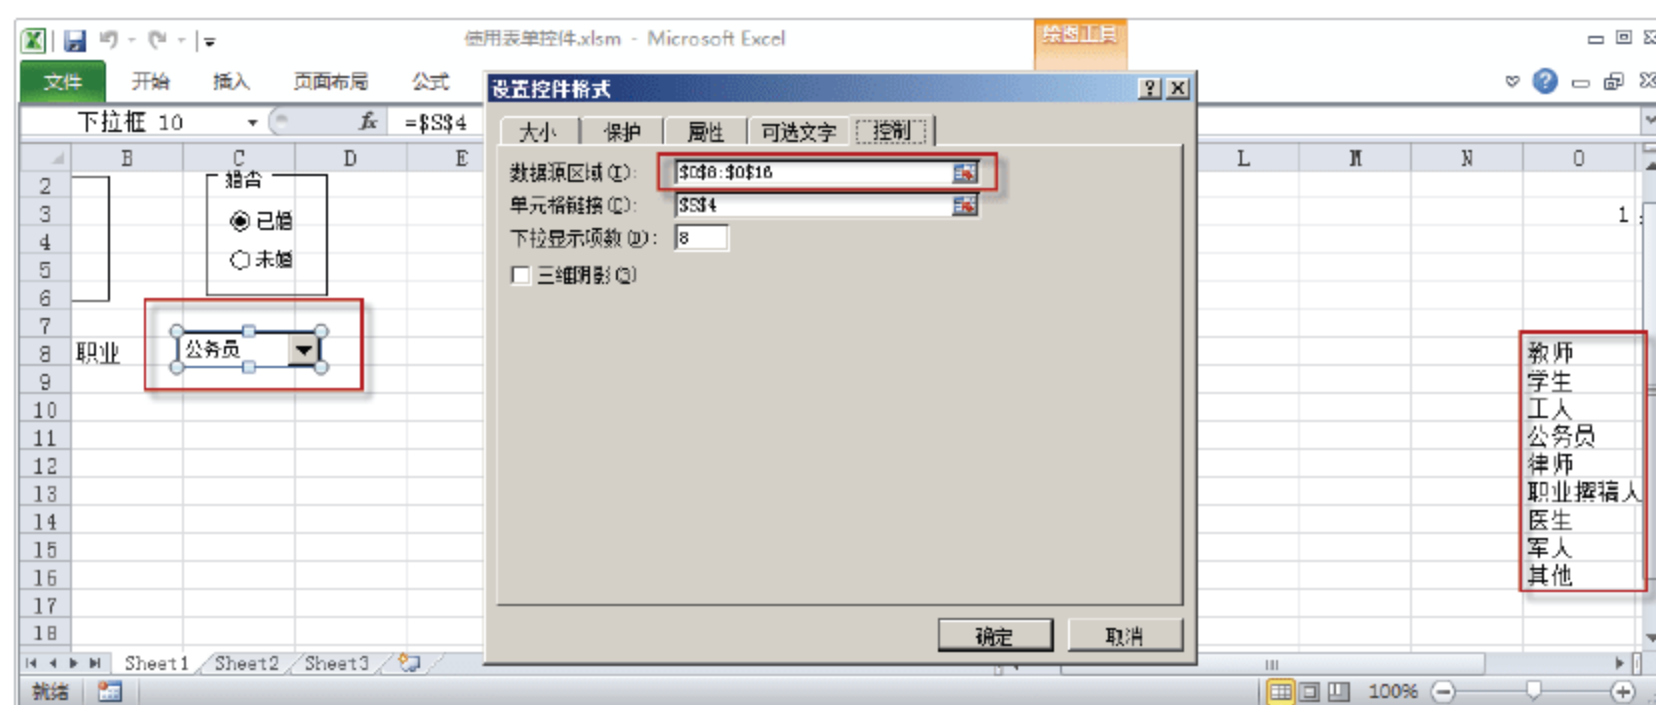 使用表单控件.xlsm - Microsoft Excel
绘图工具
文件 开始 插入 页面布局 公式
下拉框 10 fx =$S$4
设置控件格式
大小 保护 属性 可选文字 控制
数据源区域(I): $O$8:$O$16
单元格链接(C): $S$4
下拉显示项数(D): 8
三维阴影(3)
确定 取消
B C D E L M N O
2 婚否
3 已婚 1
4
5 未婚
6
7
8 职业 公务员 教师
9 学生
10 工人
11 公务员
12 律师
13 职业撰稿人
14 医生
15 军人
16 其他
17
18
Sheet1 Sheet2 Sheet3
就绪 100%